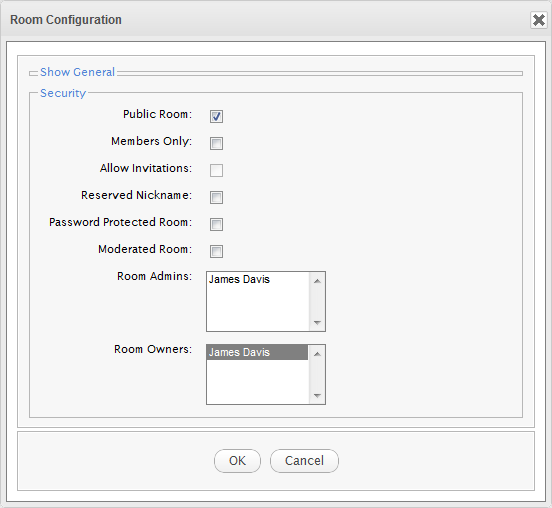 Room Configuration
Show General
Security
Public Room:
Members Only:
Allow Invitations:
Reserved Nickname:
Password Protected Room:
Moderated Room:
Room Admins:
James Davis
Room Owners:
James Davis
OK Cancel